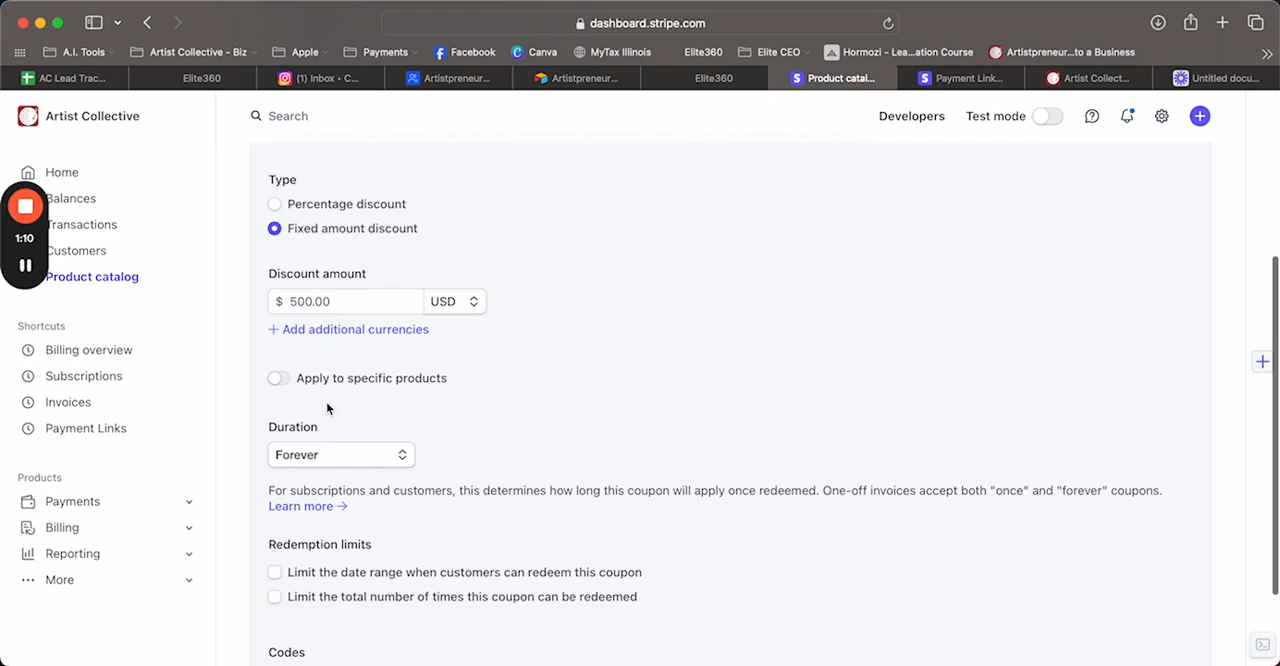 dashboard.stripe.com
A.I. Tools
Artist Collective - Biz
Apple
Payments
Facebook
Canva
MyTax Illinois
Elite360
Elite CEO
Hormozi - Lea...ation Course
Artistpreneur...to a Business
AC Lead Trac...
Elite360
(1) Inbox • C...
Artistpreneur...
Artistpreneur...
Elite360
Product catal...
Payment Link...
Artist Collect...
Untitled docu...
Artist Collective
Search
Developers
Test mode
Home
Balances
Transactions
Customers
Product catalog
1:10
Shortcuts
Billing overview
Subscriptions
Invoices
Payment Links
Products
Payments
Billing
Reporting
More
Type
Percentage discount
Fixed amount discount
Discount amount
$ 500.00 USD
+ Add additional currencies
Apply to specific products
Duration
Forever
For subscriptions and customers, this determines how long this coupon will apply once redeemed. One-off invoices accept both "once" and "forever" coupons.
Learn more →
Redemption limits
Limit the date range when customers can redeem this coupon
Limit the total number of times this coupon can be redeemed
Codes